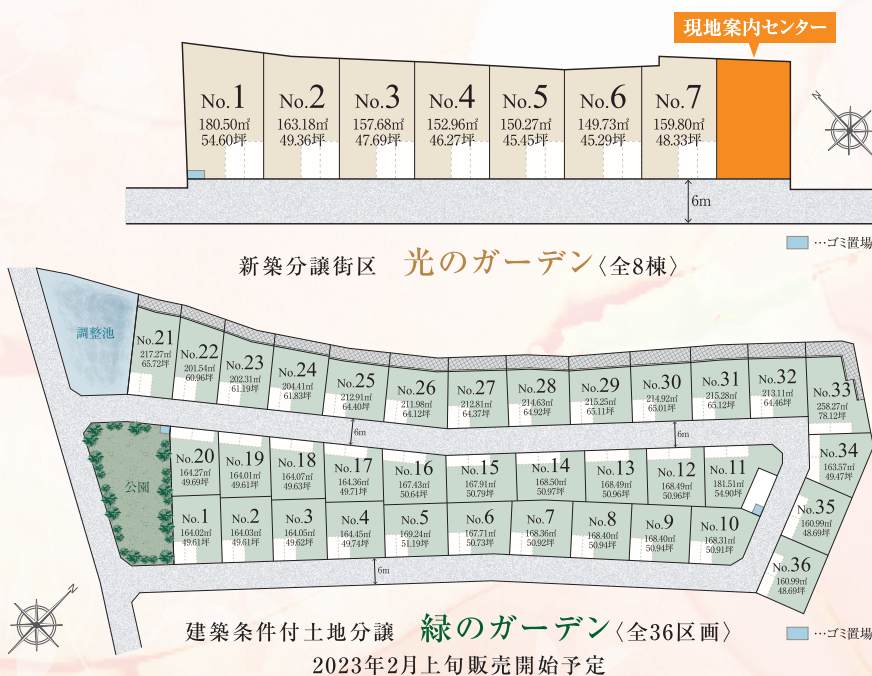 現地案内センター
No.1
180.50㎡
54.60坪
No.2
163.18㎡
49.36坪
No.3
157.68㎡
47.69坪
No.4
152.96㎡
46.27坪
No.5
150.27㎡
45.45坪
No.6
149.73㎡
45.29坪
No.7
159.80㎡
48.33坪
N
6m
…ゴミ置場
新築分譲街区 光のガーデン〈全8棟〉
調整池
No.21
217.27㎡
65.72坪
No.22
201.54㎡
60.96坪
No.23
202.31㎡
61.19坪
No.24
204.41㎡
61.83坪
No.25
212.91㎡
64.40坪
No.26
211.98㎡
64.12坪
No.27
212.81㎡
64.37坪
No.28
214.63㎡
64.92坪
No.29
215.25㎡
65.11坪
No.30
214.92㎡
65.01坪
No.31
215.28㎡
65.12坪
No.32
213.11㎡
64.46坪
No.33
258.27㎡
78.12坪
6m
6m
公園
No.20
164.27㎡
49.69坪
No.19
164.01㎡
49.61坪
No.18
164.07㎡
49.63坪
No.17
164.36㎡
49.71坪
No.16
167.43㎡
50.64坪
No.15
167.91㎡
50.79坪
No.14
168.50㎡
50.97坪
No.13
168.49㎡
50.96坪
No.12
168.49㎡
50.96坪
No.11
181.51㎡
54.90坪
No.34
163.57㎡
49.47坪
No.1
164.02㎡
49.61坪
No.2
164.03㎡
49.61坪
No.3
164.05㎡
49.62坪
No.4
164.45㎡
49.74坪
No.5
169.24㎡
51.19坪
No.6
167.71㎡
50.73坪
No.7
168.36㎡
50.92坪
No.8
168.40㎡
50.94坪
No.9
168.40㎡
50.94坪
No.10
168.31㎡
50.91坪
No.35
160.99㎡
48.69坪
No.36
160.99㎡
48.69坪
6m
N
建築条件付土地分譲 緑のガーデン〈全36区画〉
…ゴミ置場
2023年2月上旬販売開始予定